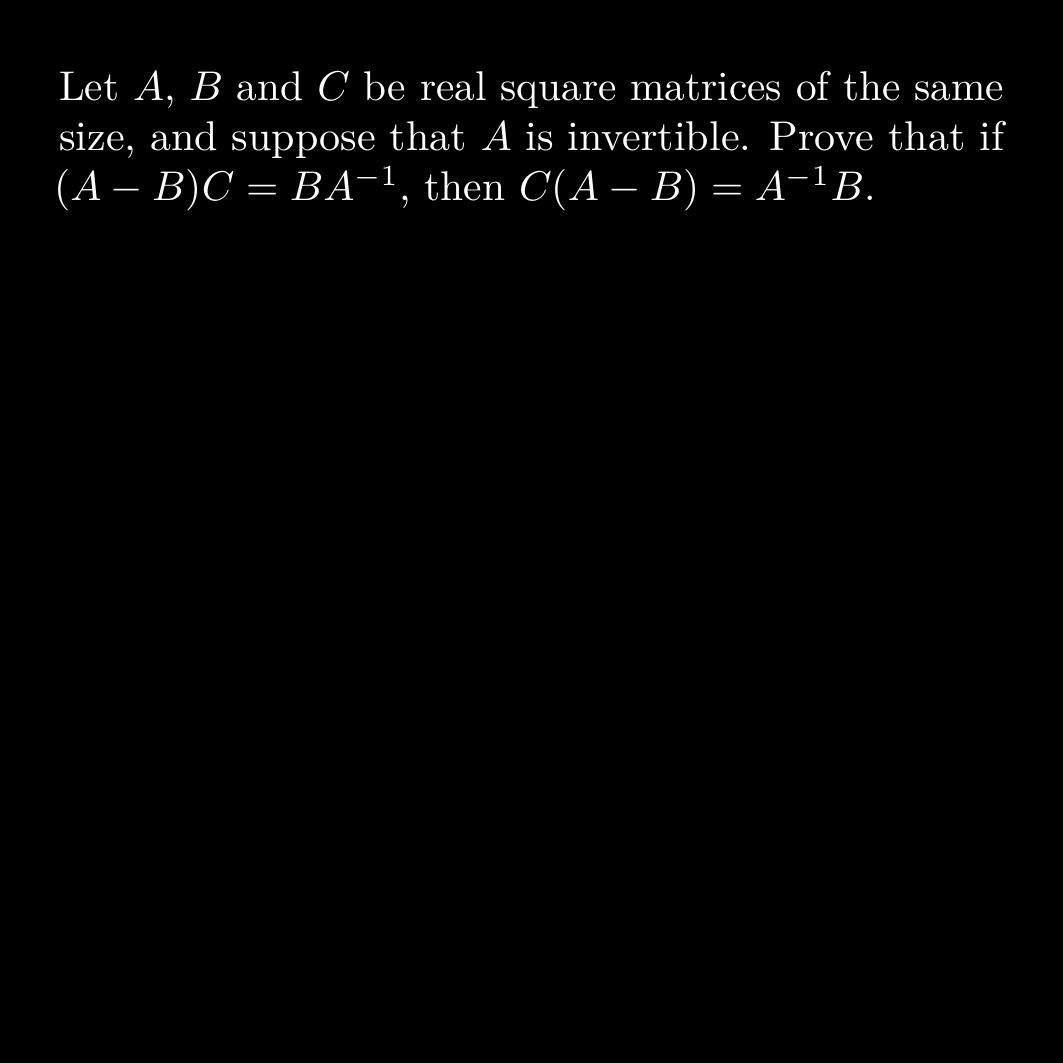 Let A, B and C be real square matrices of the same
size, and suppose that A is invertible. Prove that if
(A − B)C = BA⁻¹, then C(A − B) = A⁻¹B.